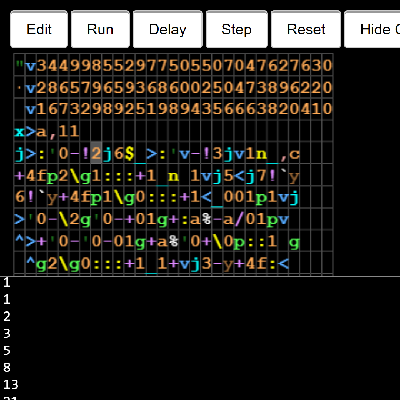 Edit Run Delay Step Reset Hide
"v344998552977505507047627630
·v286579659368600250473896220
v167329892519894356663820410
x>a,11
j>:'0-!2j6$ >:'v-!3jv1n_,c
+4fp2\g1:::+1 n 1vj5<j7!`y
6!`y+4fp1\g0:::+1<_001p1vj
>'0-\2g'0-+01g+:a%-a/01pv
^>+'0-'0-01g+a%'0+\0p::1 g
^g2\g0:::+1_1+vj3-y+4f:<
1
1
2
3
5
8
13
21